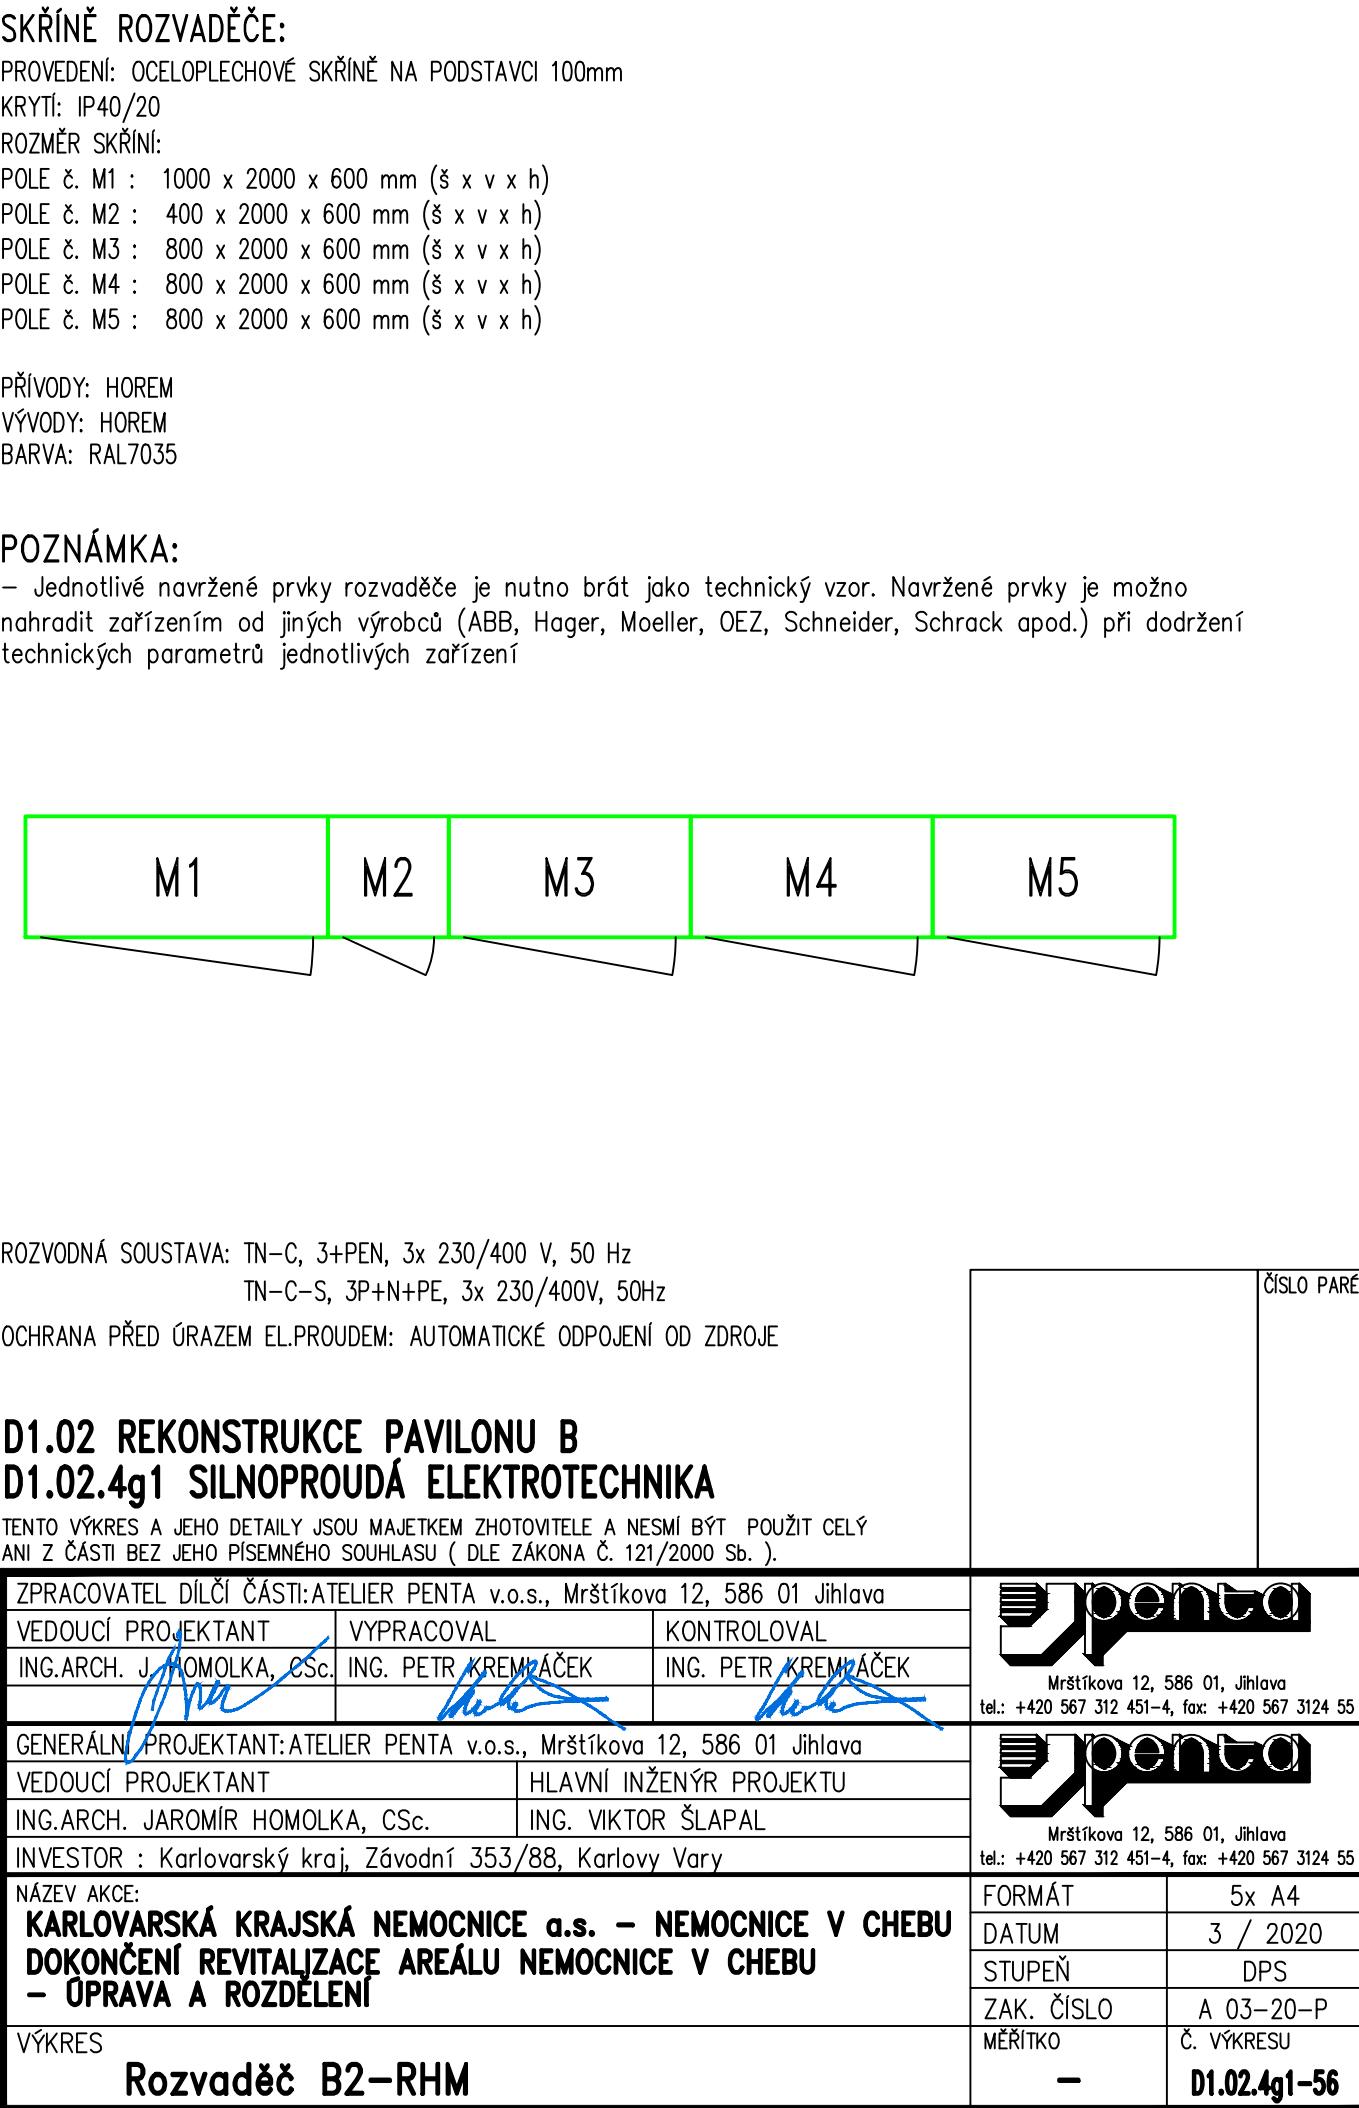 SKŘÍNĚ ROZVADĚČE:
PROVEDENÍ: OCELOPLECHOVÉ SKŘÍNĚ NA PODSTAVCI 100mm
KRYTÍ: IP40/20
ROZMĚR SKŘÍNÍ:
POLE č. M1 : 1000 x 2000 x 600 mm (š x v x h)
POLE č. M2 : 400 x 2000 x 600 mm (š x v x h)
POLE č. M3 : 800 x 2000 x 600 mm (š x v x h)
POLE č. M4 : 800 x 2000 x 600 mm (š x v x h)
POLE č. M5 : 800 x 2000 x 600 mm (š x v x h)
PŘÍVODY: HOREM
VÝVODY: HOREM
BARVA: RAL7035
POZNÁMKA:
– Jednotlivé navržené prvky rozvaděče je nutno brát jako technický vzor. Navržené prvky je možno
nahradit zařízením od jiných výrobců (ABB, Hager, Moeller, OEZ, Schneider, Schrack apod.) při dodržení
technických parametrů jednotlivých zařízení
M1 M2 M3 M4 M5
ROZVODNÁ SOUSTAVA: TN–C, 3+PEN, 3x 230/400 V, 50 Hz
TN–C–S, 3P+N+PE, 3x 230/400V, 50Hz
OCHRANA PŘED ÚRAZEM EL.PROUDEM: AUTOMATICKÉ ODPOJENÍ OD ZDROJE
ČÍSLO PARÉ
D1.02 REKONSTRUKCE PAVILONU B
D1.02.4g1 SILNOPROUDÁ ELEKTROTECHNIKA
TENTO VÝKRES A JEHO DETAILY JSOU MAJETKEM ZHOTOVITELE A NESMÍ BÝT POUŽIT CELÝ
ANI Z ČÁSTI BEZ JEHO PÍSEMNÉHO SOUHLASU ( DLE ZÁKONA Č. 121/2000 Sb. ).
ZPRACOVATEL DÍLČÍ ČÁSTI:ATELIER PENTA v.o.s., Mrštíkova 12, 586 01 Jihlava
VEDOUCÍ PROJEKTANT VYPRACOVAL KONTROLOVAL
ING.ARCH. J. HOMOLKA, CSc. ING. PETR KREMLÁČEK ING. PETR KREMLÁČEK
penta
Mrštíkova 12, 586 01, Jihlava
tel.: +420 567 312 451–4, fax: +420 567 3124 55
GENERÁLNÍ PROJEKTANT:ATELIER PENTA v.o.s., Mrštíkova 12, 586 01 Jihlava
VEDOUCÍ PROJEKTANT HLAVNÍ INŽENÝR PROJEKTU
ING.ARCH. JAROMÍR HOMOLKA, CSc. ING. VIKTOR ŠLAPAL
INVESTOR : Karlovarský kraj, Závodní 353/88, Karlovy Vary
penta
Mrštíkova 12, 586 01, Jihlava
tel.: +420 567 312 451–4, fax: +420 567 3124 55
NÁZEV AKCE:
KARLOVARSKÁ KRAJSKÁ NEMOCNICE a.s. – NEMOCNICE V CHEBU
DOKONČENÍ REVITALIZACE AREÁLU NEMOCNICE V CHEBU
– ÚPRAVA A ROZDĚLENÍ
FORMÁT 5x A4
DATUM 3 / 2020
STUPEŇ DPS
ZAK. ČÍSLO A 03–20–P
VÝKRES
Rozvaděč B2–RHM
MĚŘÍTKO Č. VÝKRESU
– D1.02.4g1–56